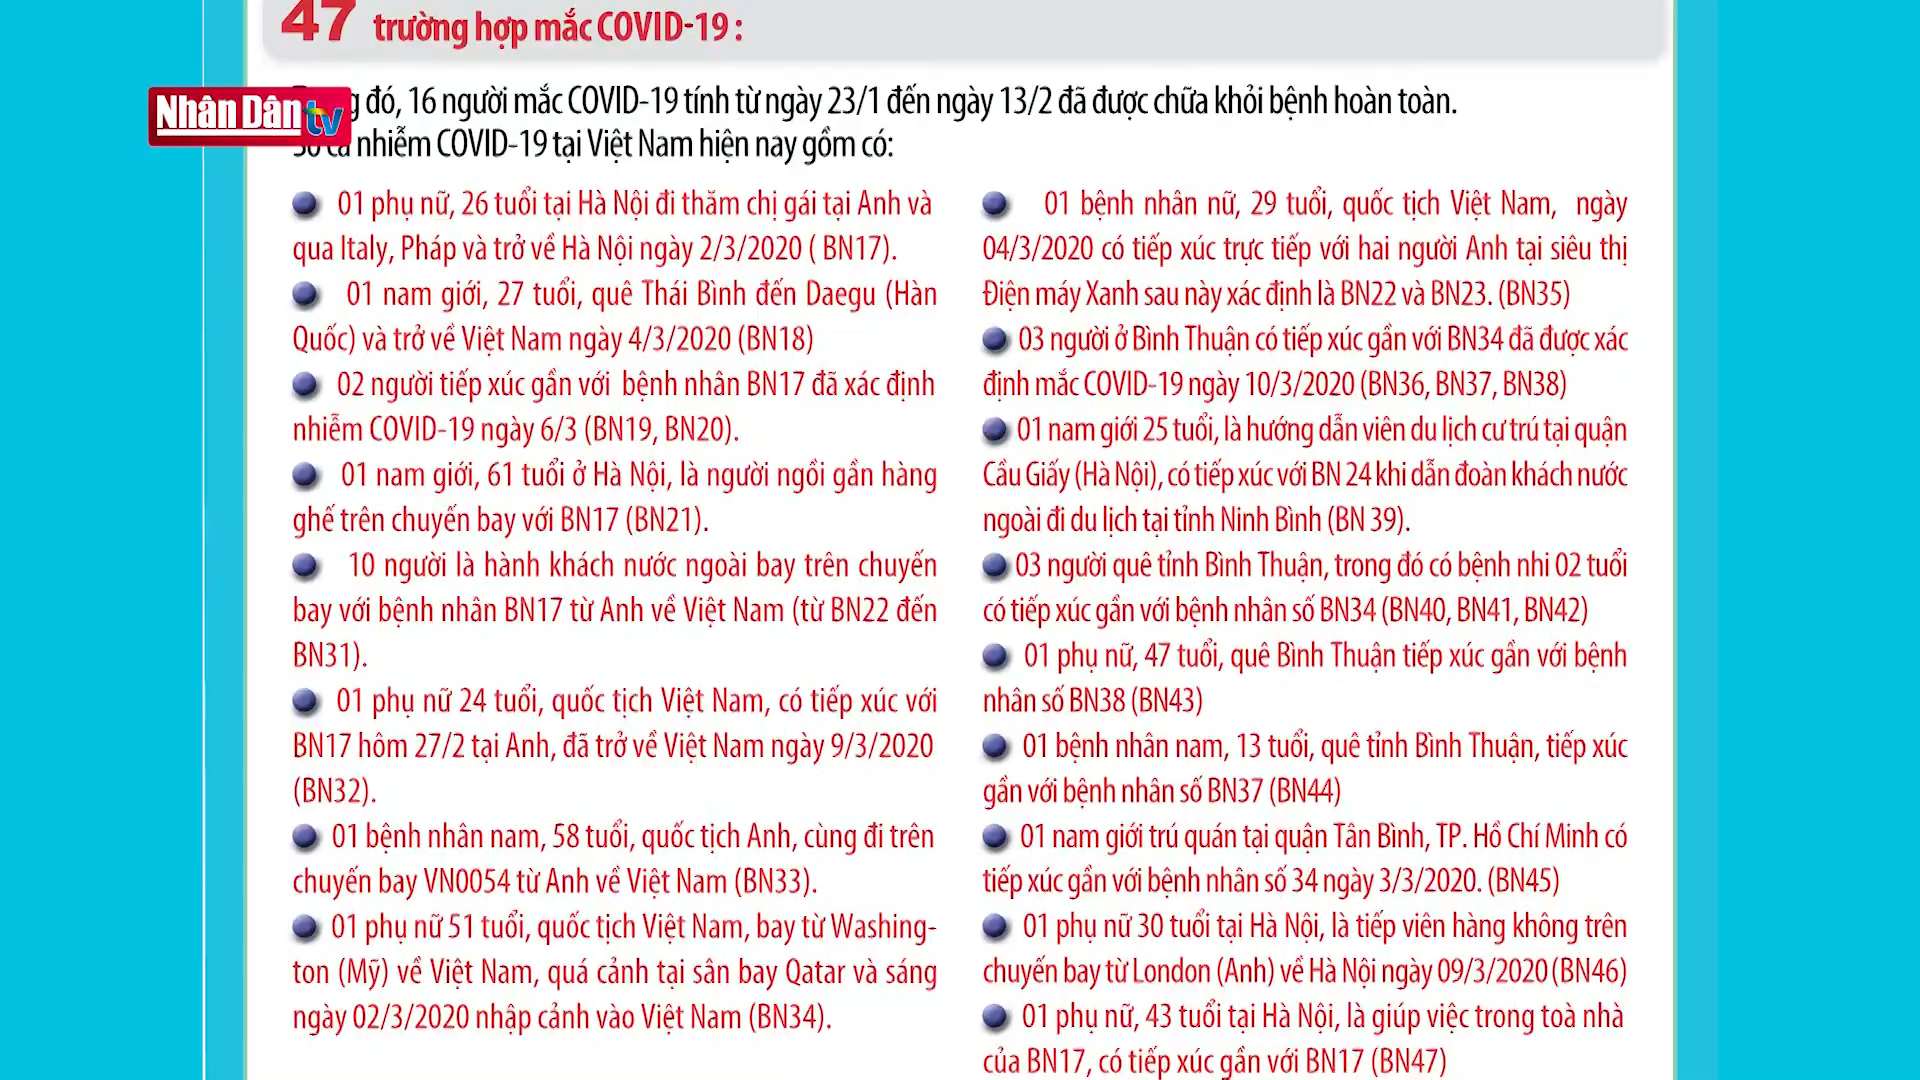 47 trường hợp mắc COVID-19 :
Nhân Dân tv
đó, 16 người mắc COVID-19 tính từ ngày 23/1 đến ngày 13/2 đã được chữa khỏi bệnh hoàn toàn.
nhiễm COVID-19 tại Việt Nam hiện nay gồm có:
01 phụ nữ, 26 tuổi tại Hà Nội đi thăm chị gái tại Anh và
qua Italy, Pháp và trở về Hà Nội ngày 2/3/2020 ( BN17).
01 nam giới, 27 tuổi, quê Thái Bình đến Daegu (Hàn
Quốc) và trở về Việt Nam ngày 4/3/2020 (BN18)
02 người tiếp xúc gần với bệnh nhân BN17 đã xác định
nhiễm COVID-19 ngày 6/3 (BN19, BN20).
01 nam giới, 61 tuổi ở Hà Nội, là người ngồi gần hàng
ghế trên chuyến bay với BN17 (BN21).
10 người là hành khách nước ngoài bay trên chuyến
bay với bệnh nhân BN17 từ Anh về Việt Nam (từ BN22 đến
BN31).
01 phụ nữ 24 tuổi, quốc tịch Việt Nam, có tiếp xúc với
BN17 hôm 27/2 tại Anh, đã trở về Việt Nam ngày 9/3/2020
(BN32).
01 bệnh nhân nam, 58 tuổi, quốc tịch Anh, cùng đi trên
chuyến bay VN0054 từ Anh về Việt Nam (BN33).
01 phụ nữ 51 tuổi, quốc tịch Việt Nam, bay từ Washing-
ton (Mỹ) về Việt Nam, quá cảnh tại sân bay Qatar và sáng
ngày 02/3/2020 nhập cảnh vào Việt Nam (BN34).
01 bệnh nhân nữ, 29 tuổi, quốc tịch Việt Nam, ngày
04/3/2020 có tiếp xúc trực tiếp với hai người Anh tại siêu thị
Điện máy Xanh sau này xác định là BN22 và BN23. (BN35)
03 người ở Bình Thuận có tiếp xúc gần với BN34 đã được xác
định mắc COVID-19 ngày 10/3/2020 (BN36, BN37, BN38)
01 nam giới 25 tuổi, là hướng dẫn viên du lịch cư trú tại quận
Cầu Giấy (Hà Nội), có tiếp xúc với BN 24 khi dẫn đoàn khách nước
ngoài đi du lịch tại tỉnh Ninh Bình (BN 39).
03 người quê tỉnh Bình Thuận, trong đó có bệnh nhi 02 tuổi
có tiếp xúc gần với bệnh nhân số BN34 (BN40, BN41, BN42)
01 phụ nữ, 47 tuổi, quê Bình Thuận tiếp xúc gần với bệnh
nhân số BN38 (BN43)
01 bệnh nhân nam, 13 tuổi, quê tỉnh Bình Thuận, tiếp xúc
gần với bệnh nhân số BN37 (BN44)
01 nam giới trú quán tại quận Tân Bình, TP. Hồ Chí Minh có
tiếp xúc gần với bệnh nhân số 34 ngày 3/3/2020. (BN45)
01 phụ nữ 30 tuổi tại Hà Nội, là tiếp viên hàng không trên
chuyến bay từ London (Anh) về Hà Nội ngày 09/3/2020 (BN46)
01 phụ nữ, 43 tuổi tại Hà Nội, là giúp việc trong toà nhà
của BN17, có tiếp xúc gần với BN17 (BN47)